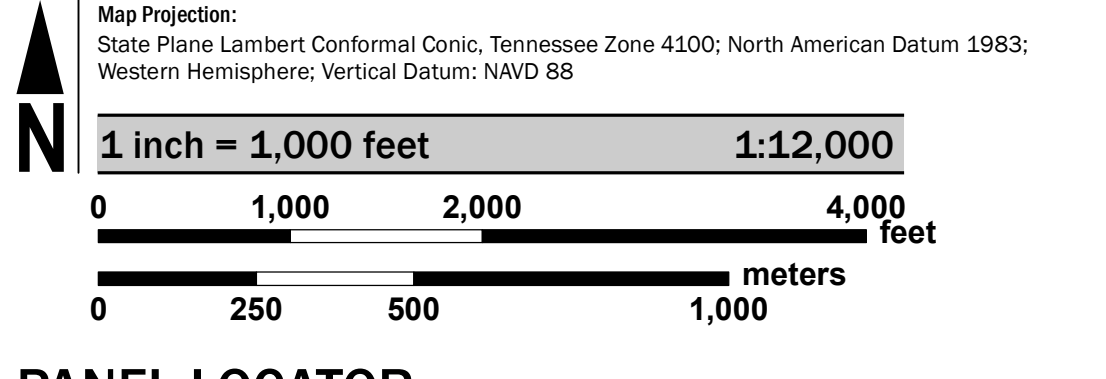 Map Projection:
State Plane Lambert Conformal Conic, Tennessee Zone 4100; North American Datum 1983;
Western Hemisphere; Vertical Datum: NAVD 88
N
1 inch = 1,000 feet 1:12,000
0 1,000 2,000 4,000
feet
meters
0 250 500 1,000
PANEL LOCATOR